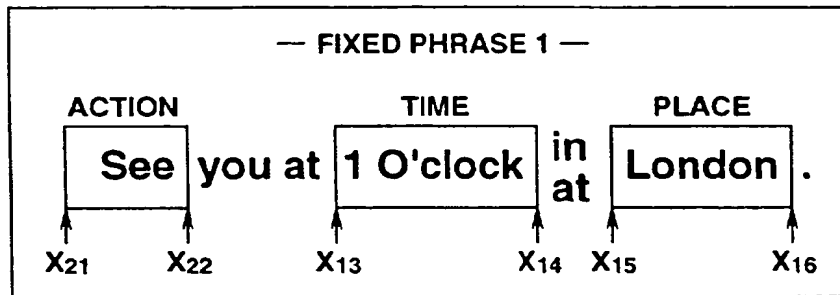 — FIXED PHRASE 1 —
ACTION TIME PLACE
See you at 1 O'clock in at London .
X21 X22 X13 X14 X15 X16